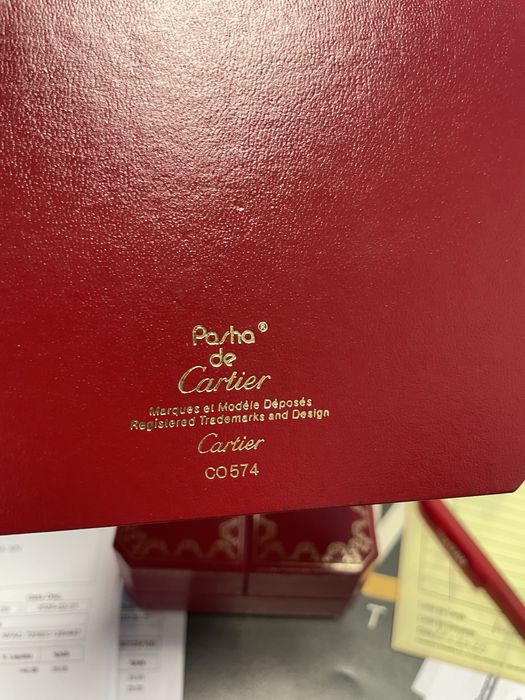 Pasha®
de
Cartier
Marques et Modèle Déposés
Registered Trademarks and Design
Cartier
CO574
T